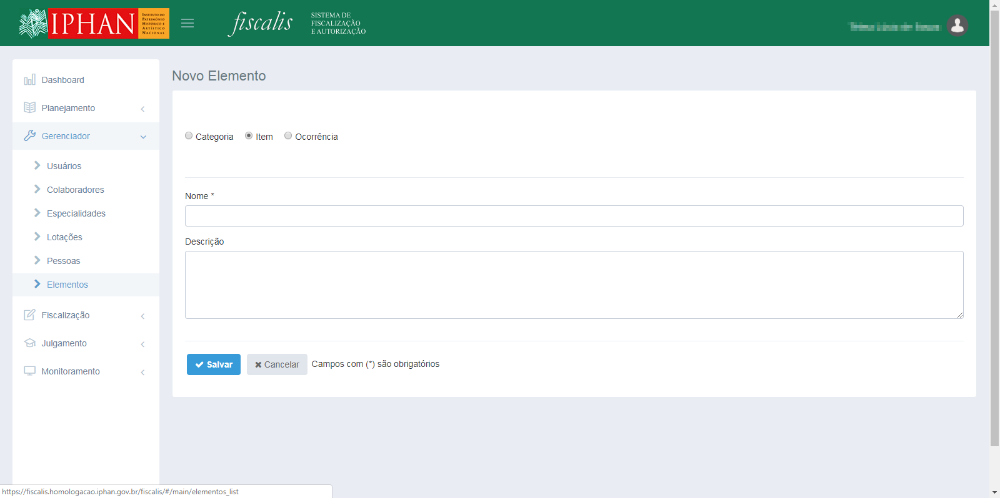 IPHAN
INSTITUTO DO
PATRIMÔNIO
HISTÓRICO E
ARTÍSTICO
NACIONAL
fiscalis
SISTEMA DE
FISCALIZAÇÃO
E AUTORIZAÇÃO
Dashboard
Planejamento
Gerenciador
Usuários
Colaboradores
Especialidades
Lotações
Pessoas
Elementos
Fiscalização
Julgamento
Monitoramento
Novo Elemento
Categoria Item Ocorrência
Nome *
Descrição
Salvar Cancelar Campos com (*) são obrigatórios
https://fiscalis.homologacao.iphan.gov.br/fiscalis/#/main/elementos_list